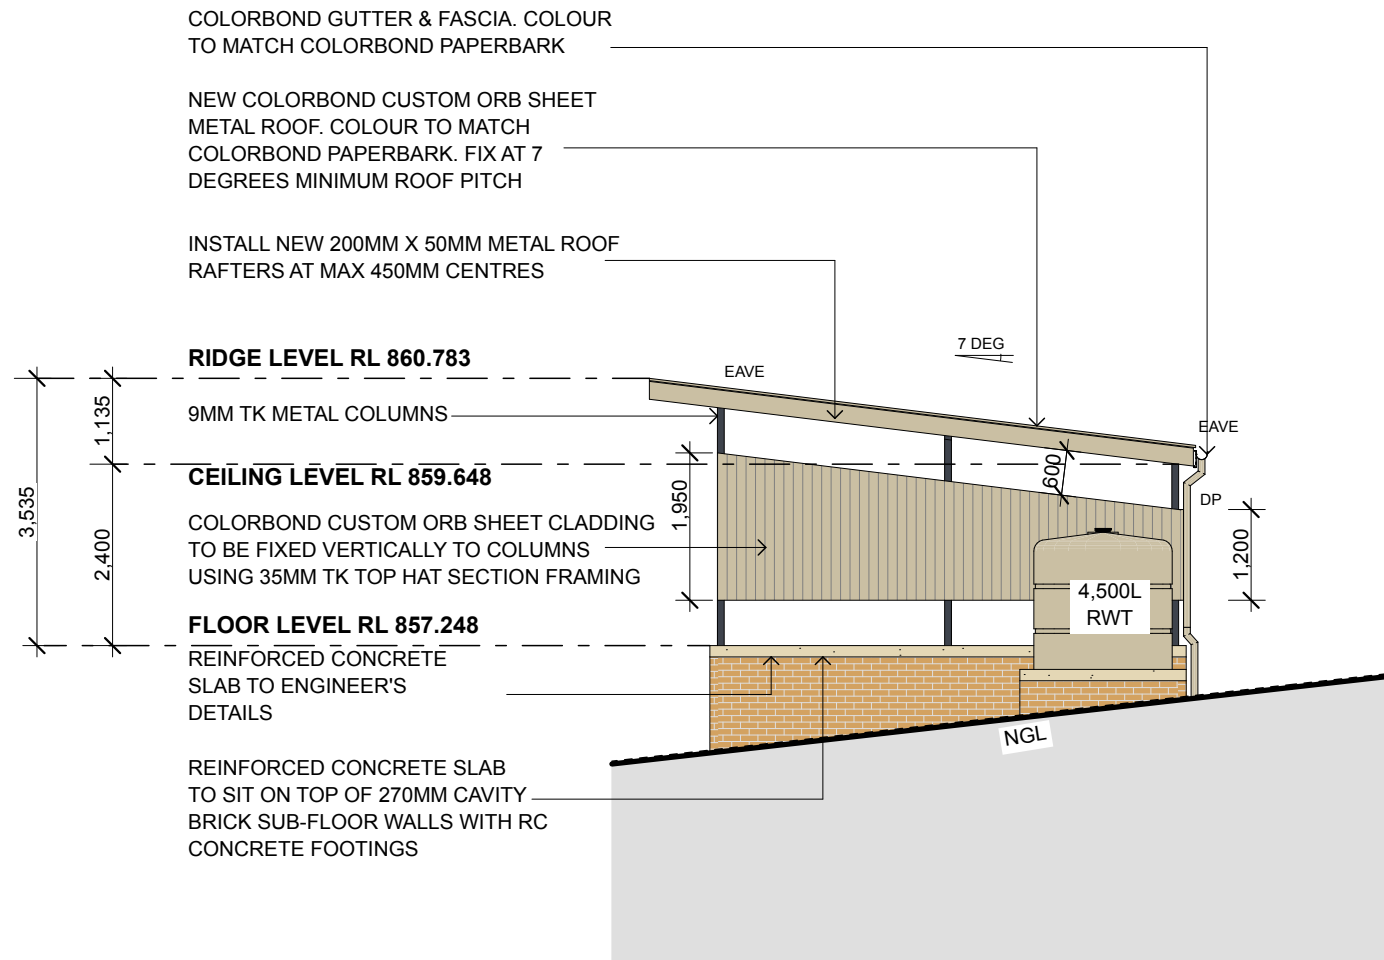 COLORBOND GUTTER & FASCIA. COLOUR
TO MATCH COLORBOND PAPERBARK
NEW COLORBOND CUSTOM ORB SHEET
METAL ROOF. COLOUR TO MATCH
COLORBOND PAPERBARK. FIX AT 7
DEGREES MINIMUM ROOF PITCH
INSTALL NEW 200MM X 50MM METAL ROOF
RAFTERS AT MAX 450MM CENTRES
RIDGE LEVEL RL 860.783
9MM TK METAL COLUMNS
CEILING LEVEL RL 859.648
COLORBOND CUSTOM ORB SHEET CLADDING
TO BE FIXED VERTICALLY TO COLUMNS
USING 35MM TK TOP HAT SECTION FRAMING
FLOOR LEVEL RL 857.248
REINFORCED CONCRETE
SLAB TO ENGINEER'S
DETAILS
REINFORCED CONCRETE SLAB
TO SIT ON TOP OF 270MM CAVITY
BRICK SUB-FLOOR WALLS WITH RC
CONCRETE FOOTINGS
3,535
1,135
2,400
1,950
7 DEG
EAVE
EAVE
600
DP
1,200
4,500L
RWT
NGL